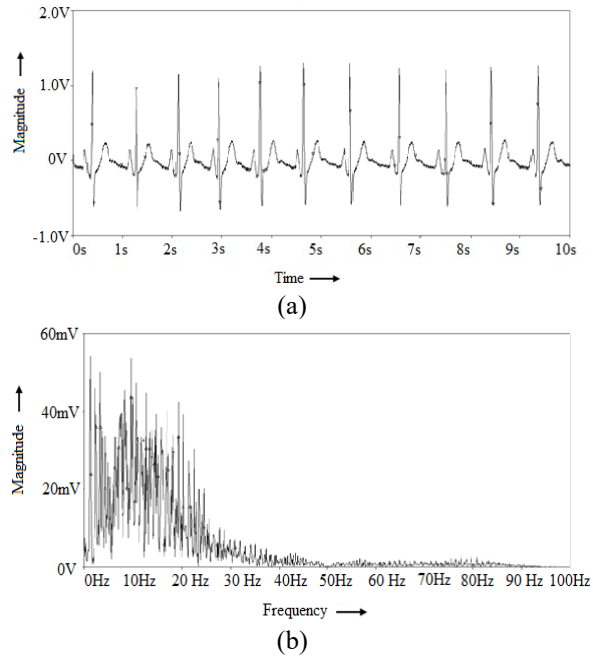 2.0V
1.0V
0V
-1.0V
Magnitude
0s 1s 2s 3s 4s 5s 6s 7s 8s 9s 10s
Time
(a)
60mV
40mV
20mV
0V
Magnitude
0Hz 10Hz 20 Hz 30 Hz 40Hz 50Hz 60 Hz 70Hz 80Hz 90 Hz 100Hz
Frequency
(b)